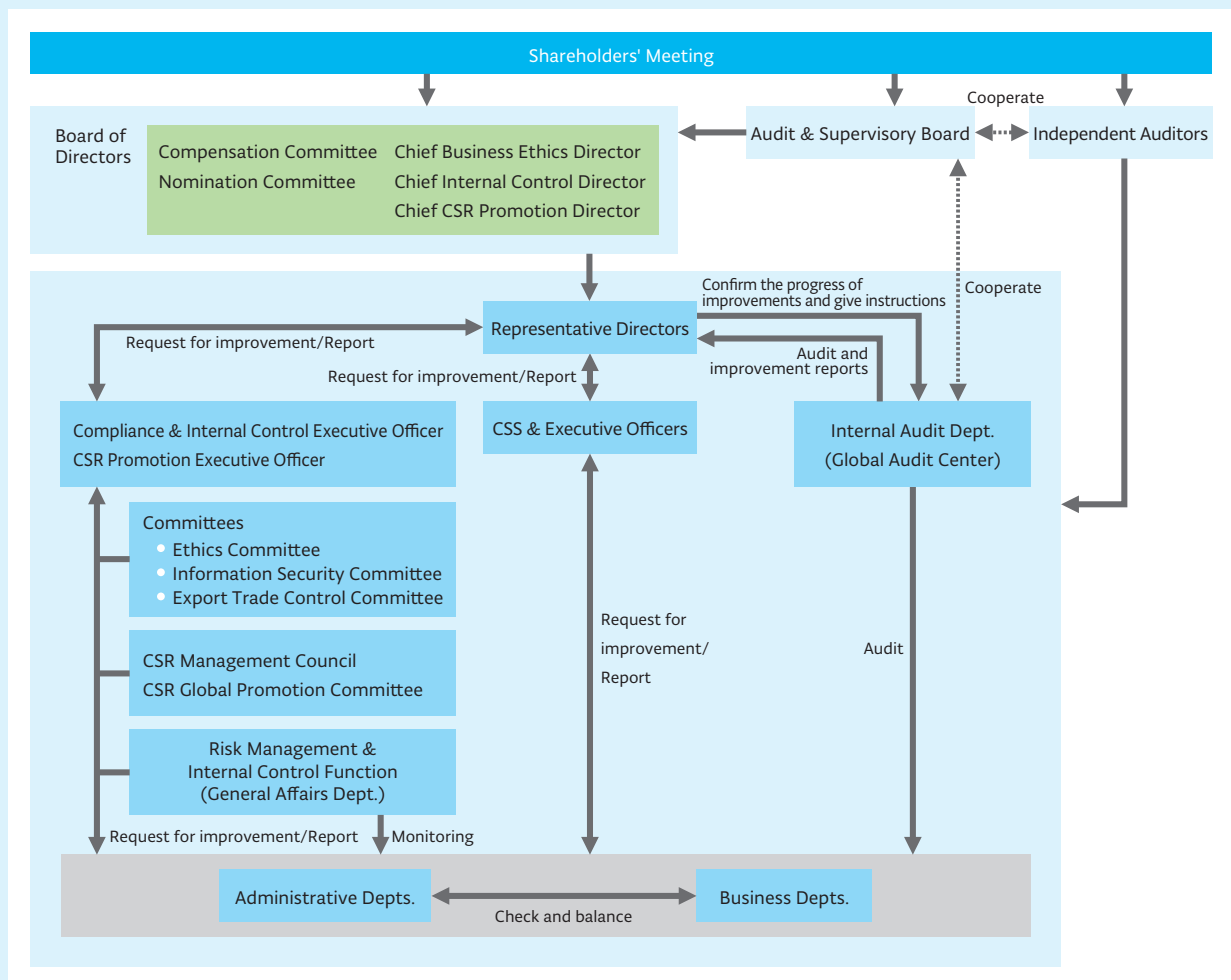 Shareholders' Meeting
Cooperate
Board of
Directors
Compensation Committee
Nomination Committee
Chief Business Ethics Director
Chief Internal Control Director
Chief CSR Promotion Director
Audit & Supervisory Board
Independent Auditors
Confirm the progress of
improvements and give instructions
Cooperate
Representative Directors
Request for improvement/Report
Audit and
improvement reports
Request for improvement/Report
Compliance & Internal Control Executive Officer
CSR Promotion Executive Officer
CSS & Executive Officers
Internal Audit Dept.
(Global Audit Center)
Committees
• Ethics Committee
• Information Security Committee
• Export Trade Control Committee
CSR Management Council
CSR Global Promotion Committee
Request for
improvement/
Report
Audit
Risk Management &
Internal Control Function
(General Affairs Dept.)
Request for improvement/Report
Monitoring
Administrative Depts.
Check and balance
Business Depts.